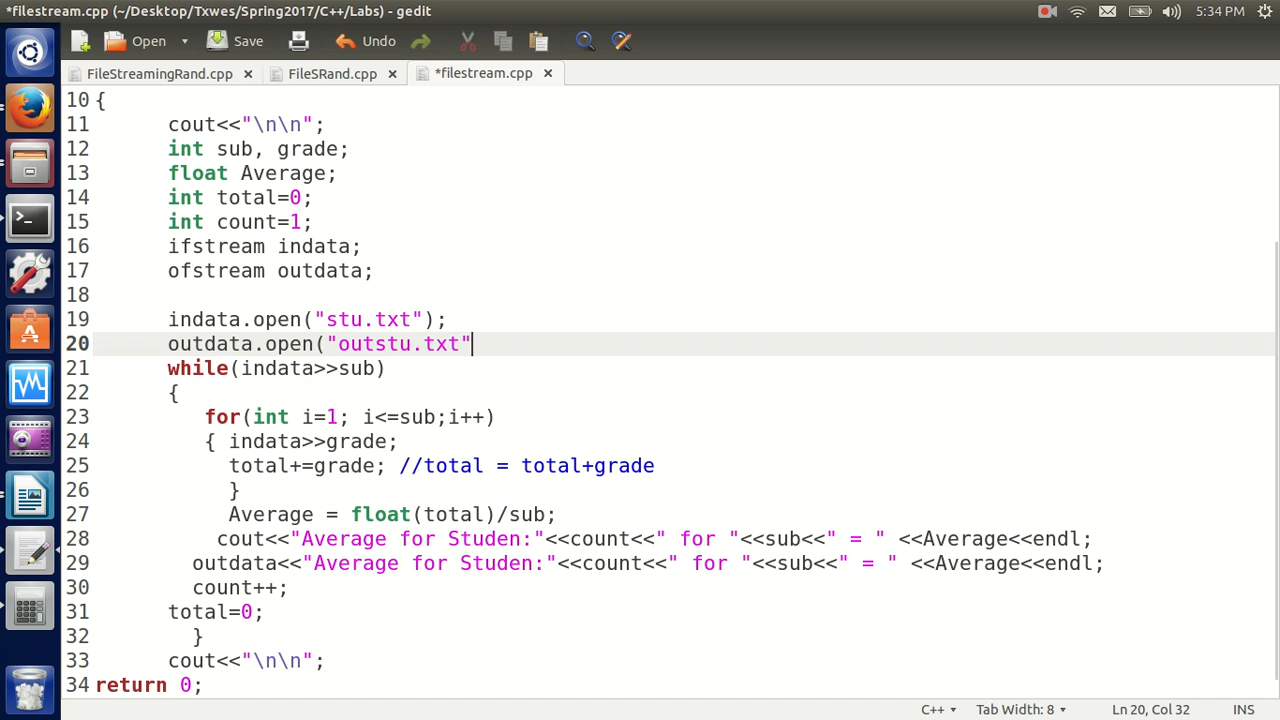 *filestream.cpp (~/Desktop/Txwes/Spring2017/C++/Labs) - gedit
5:34 PM
Open Save Undo
FileStreamingRand.cpp × FileSRand.cpp × *filestream.cpp ×
10 {
11 cout<<"\n\n";
12 int sub, grade;
13 float Average;
14 int total=0;
15 int count=1;
16 ifstream indata;
17 ofstream outdata;
18
19 indata.open("stu.txt");
20 outdata.open("outstu.txt"
21 while(indata>>sub)
22 {
23 for(int i=1; i<=sub;i++)
24 { indata>>grade;
25 total+=grade; //total = total+grade
26 }
27 Average = float(total)/sub;
28 cout<<"Average for Studen:"<<count<<" for "<<sub<<" = " <<Average<<endl;
29 outdata<<"Average for Studen:"<<count<<" for "<<sub<<" = " <<Average<<endl;
30 count++;
31 total=0;
32 }
33 cout<<"\n\n";
34 return 0;
C++ Tab Width: 8 Ln 20, Col 32 INS